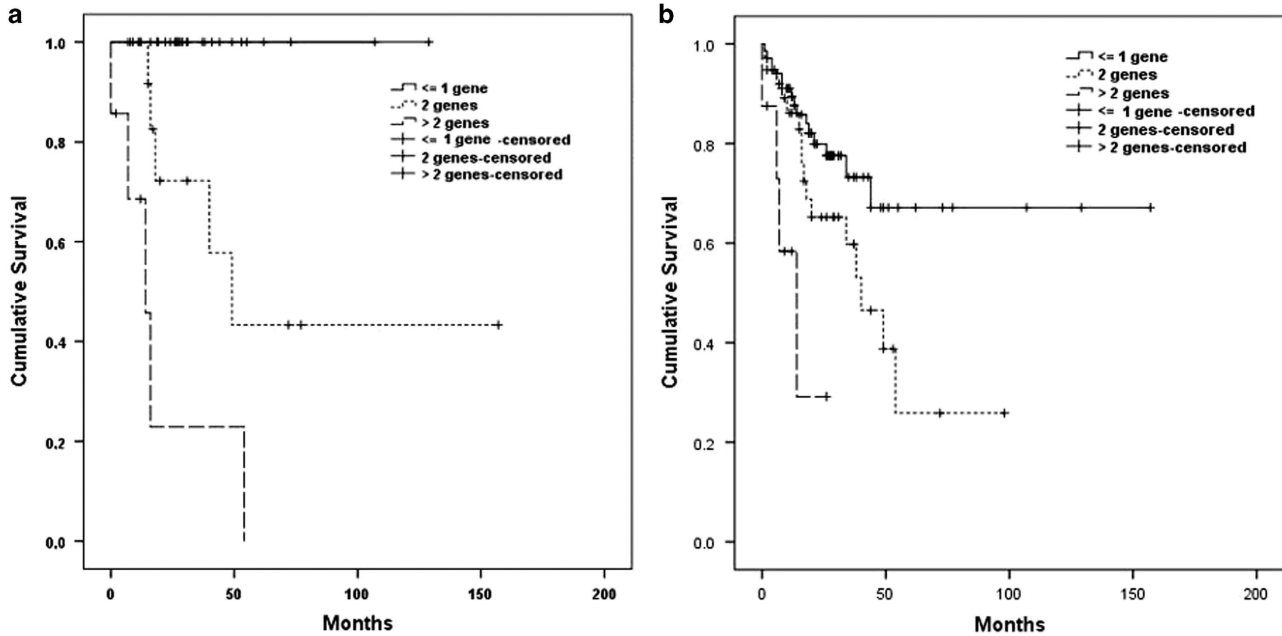 a
1.0
0.8
0.6
0.4
0.2
0.0
Cumulative Survival
<= 1 gene
2 genes
> 2 genes
<= 1 gene -censored
2 genes-censored
> 2 genes-censored
0 50 100 150 200
Months
b
1.0
0.8
0.6
0.4
0.2
0.0
Cumulative Survival
<= 1 gene
2 genes
> 2 genes
<= 1 gene -censored
2 genes-censored
> 2 genes-censored
0 50 100 150 200
Months